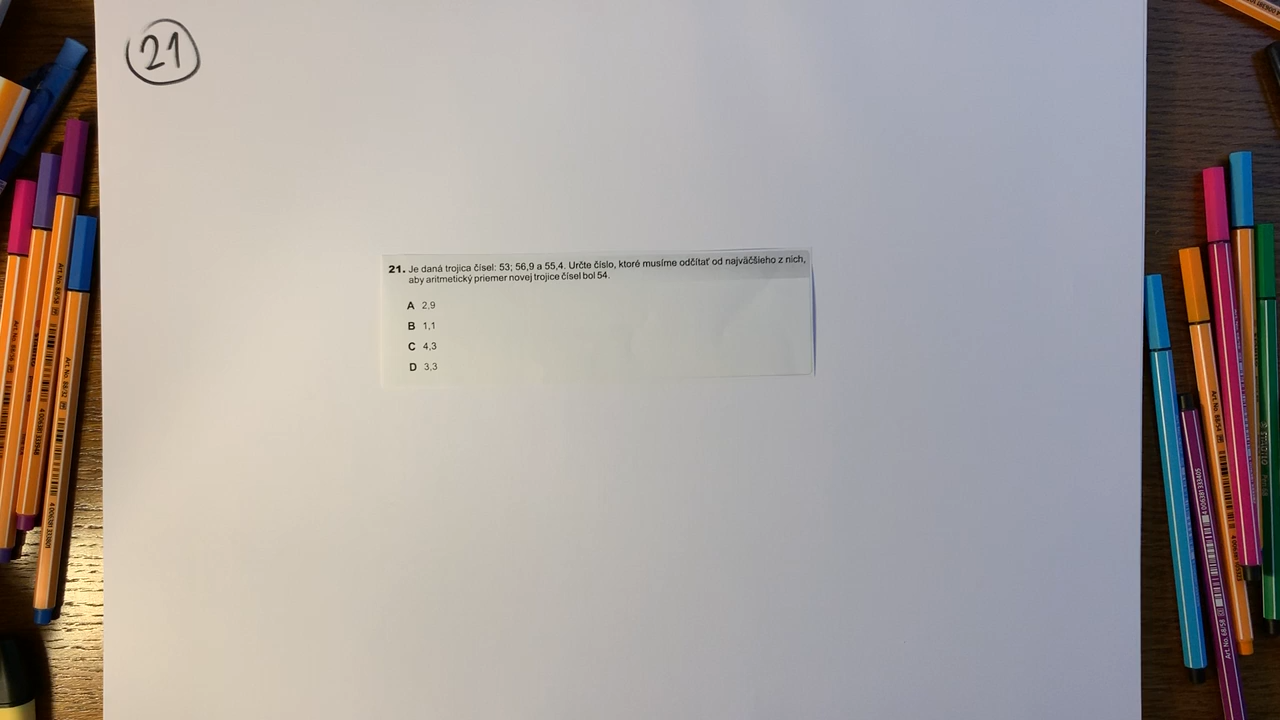 21
21. Je daná trojica čísel: 53; 56,9 a 55,4. Určte číslo, ktoré musíme odčítať od najväčšieho z nich,
aby aritmetický priemer novej trojice čísel bol 54.
A 2,9
B 1,1
C 4,3
D 3,3